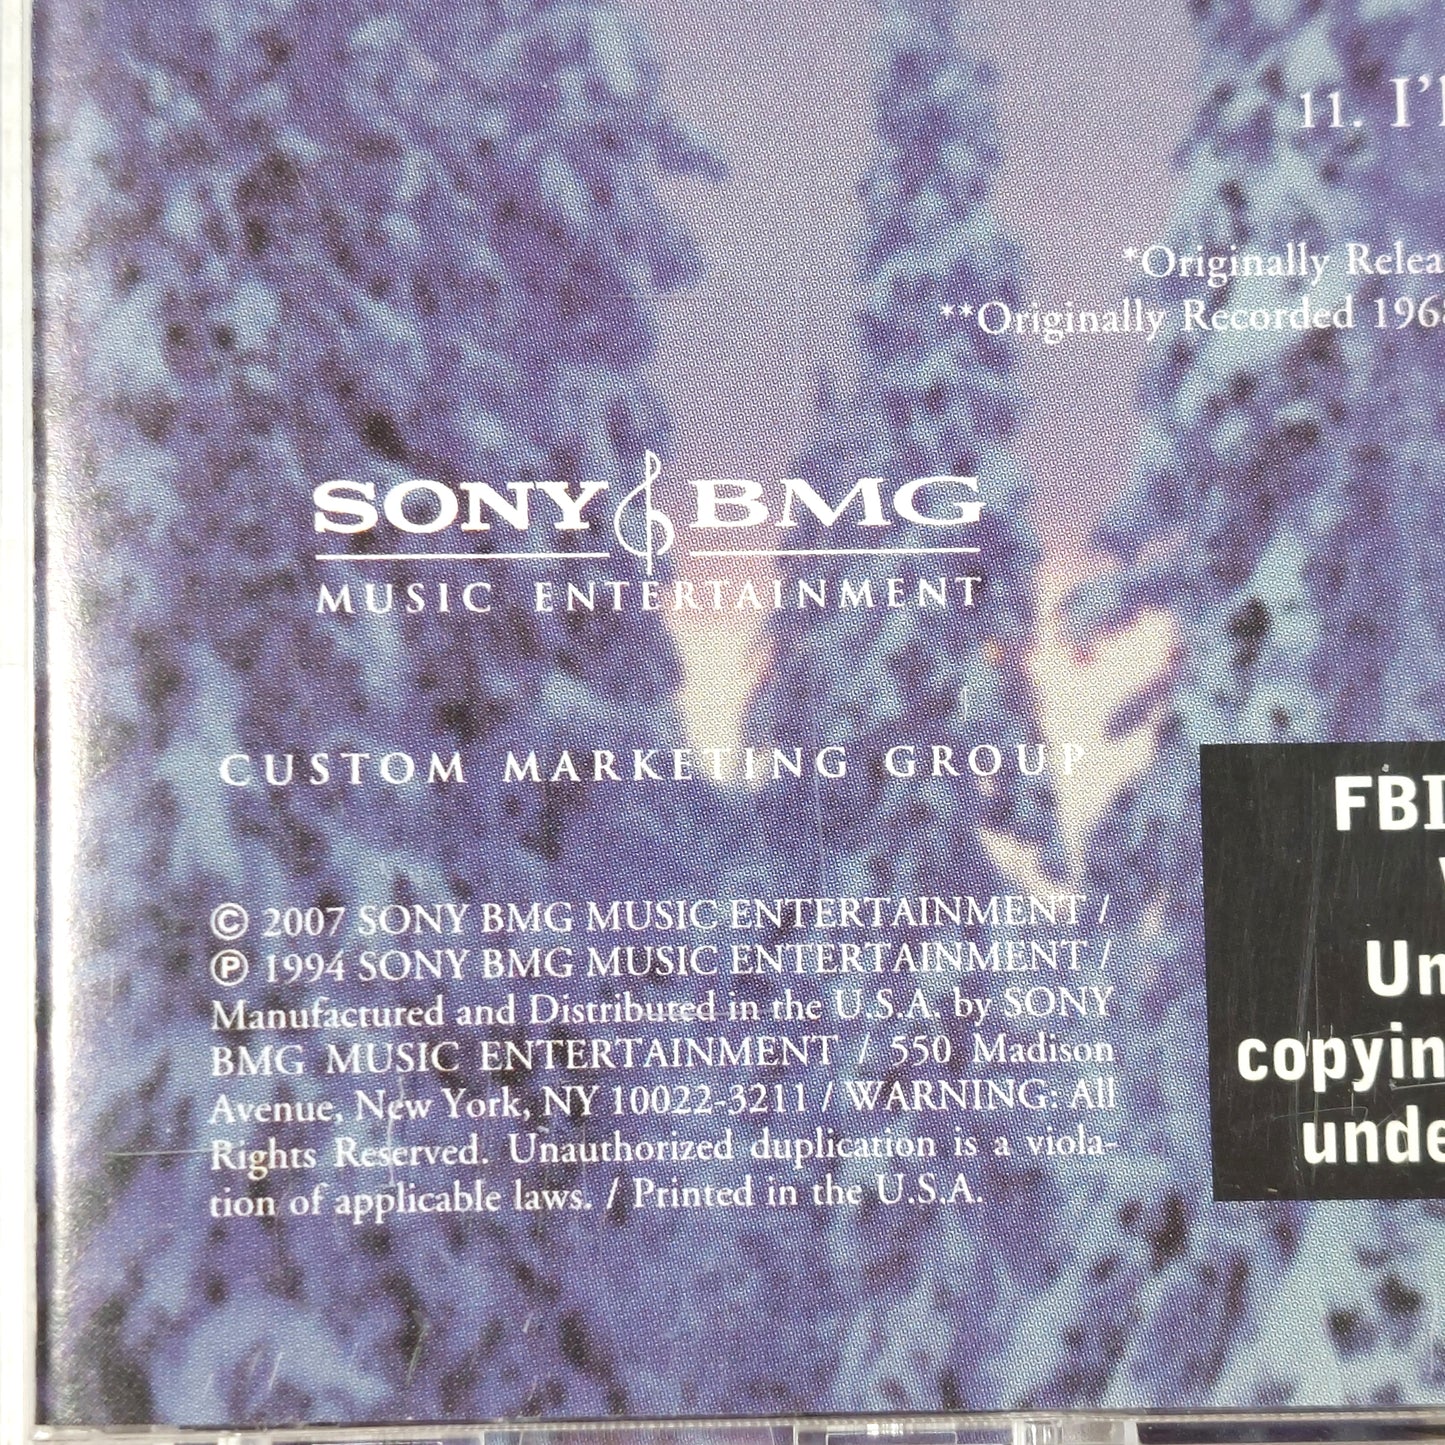 11. I'l
*Originally Relea
**Originally Recorded 1968
SONY BMG
MUSIC ENTERTAINMENT
CUSTOM MARKETING GROUP
© 2007 SONY BMG MUSIC ENTERTAINMENT /
℗ 1994 SONY BMG MUSIC ENTERTAINMENT /
Manufactured and Distributed in the U.S.A. by SONY
BMG MUSIC ENTERTAINMENT / 550 Madison
Avenue, New York, NY 10022-3211 / WARNING: All
Rights Reserved. Unauthorized duplication is a viola-
tion of applicable laws. / Printed in the U.S.A.
FBI
Un
copyin
unde